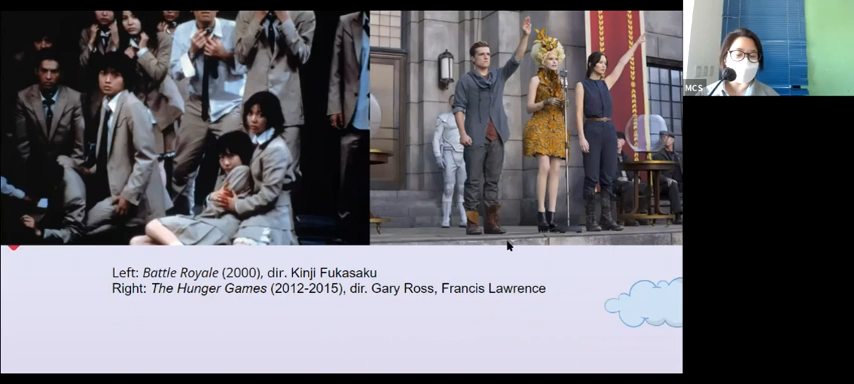 MCS
Left: Battle Royale (2000), dir. Kinji Fukasaku
Right: The Hunger Games (2012-2015), dir. Gary Ross, Francis Lawrence